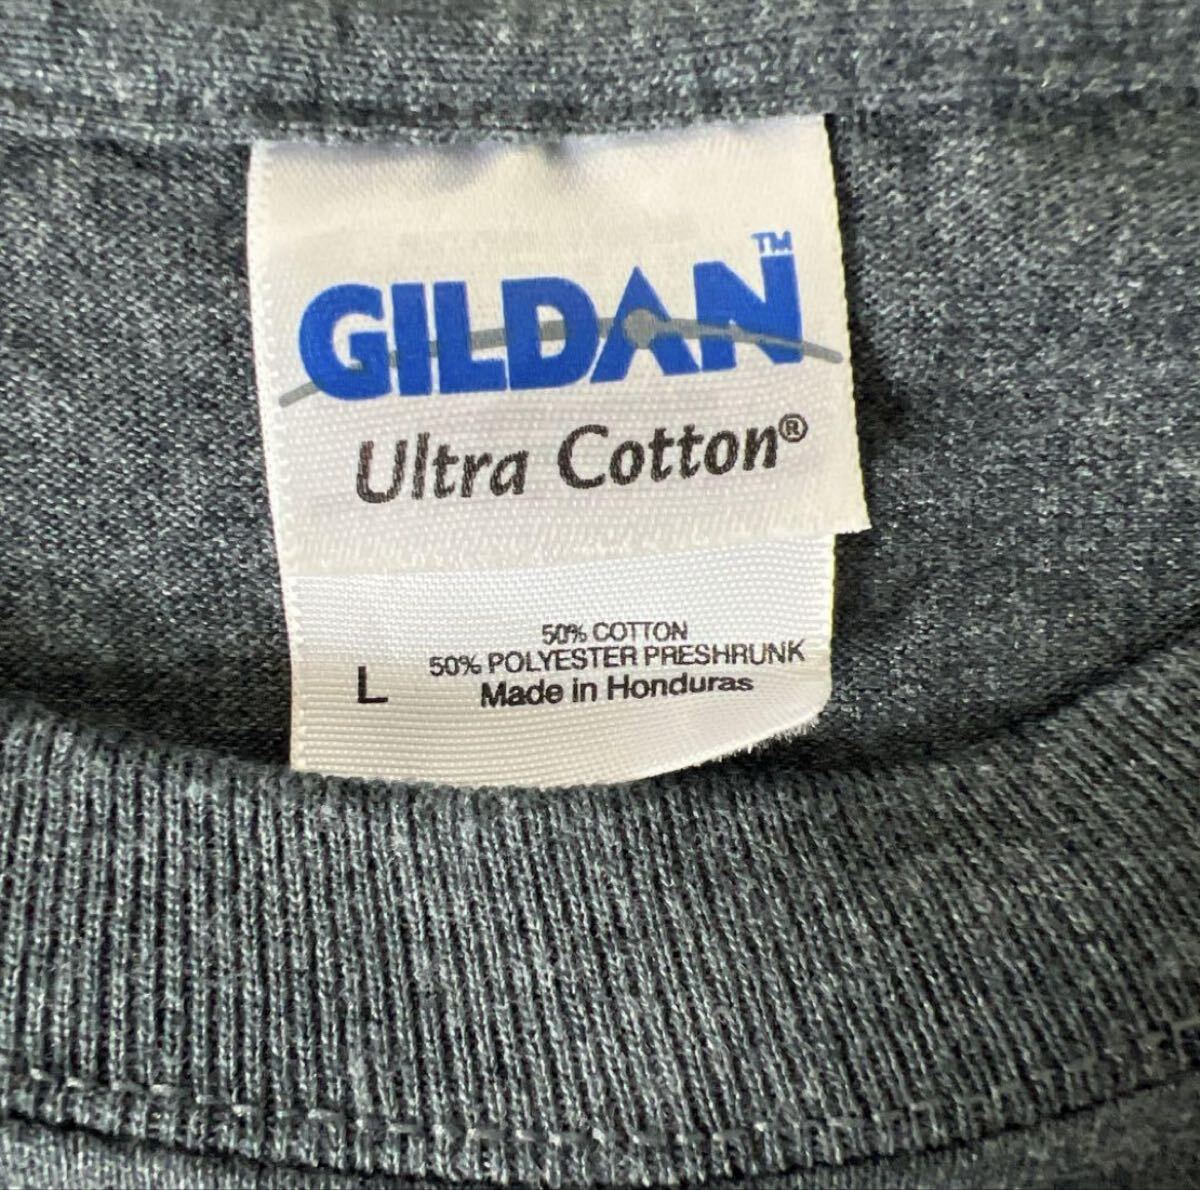 GILDAN™
Ultra Cotton®
50% COTTON
50% POLYESTER PRESHRUNK
L
Made in Honduras